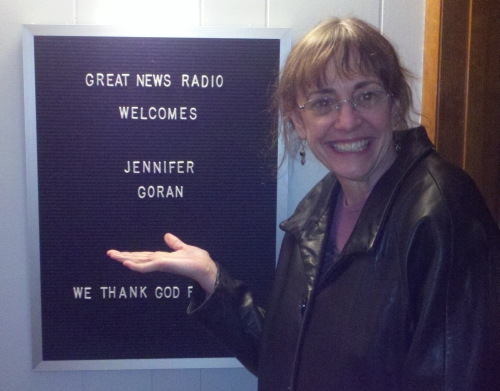 GREAT NEWS RADIO
WELCOMES
JENNIFER
GORAN
WE THANK GOD